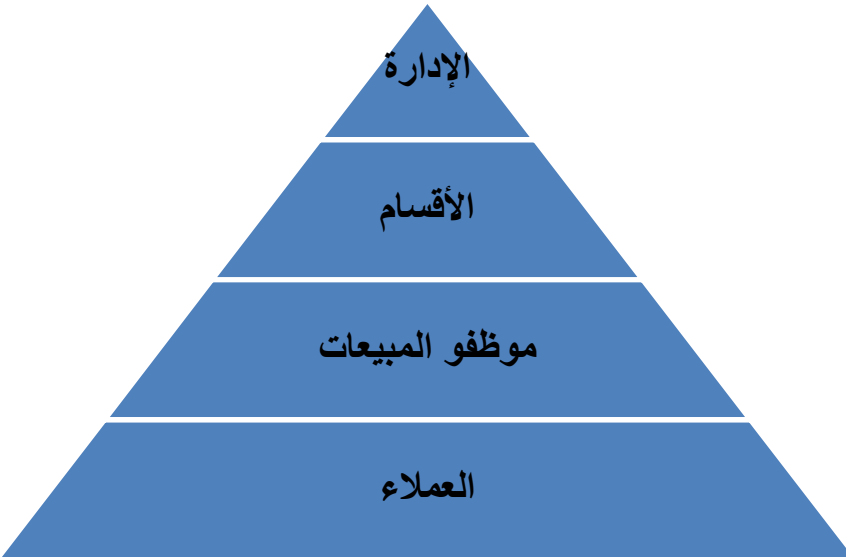 الإدارة
الأقسام
موظفو المبيعات
العملاء